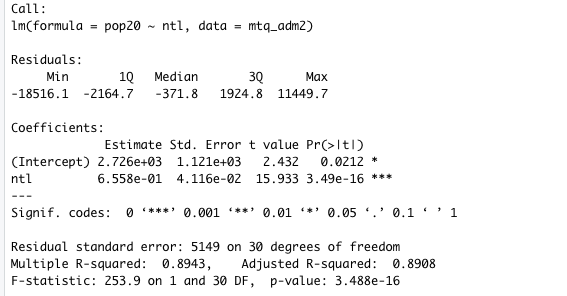 Call:
lm(formula = pop20 ~ ntl, data = mtq_adm2)
Residuals:
Min 1Q Median 3Q Max
-18516.1 -2164.7 -371.8 1924.8 11449.7
Coefficients:
Estimate Std. Error t value Pr(>|t|)
(Intercept) 2.726e+03 1.121e+03 2.432 0.0212 *
ntl 6.558e-01 4.116e-02 15.933 3.49e-16 ***
---
Signif. codes: 0 ‘***’ 0.001 ‘**’ 0.01 ‘*’ 0.05 ‘.’ 0.1 ‘ ’ 1
Residual standard error: 5149 on 30 degrees of freedom
Multiple R-squared: 0.8943, Adjusted R-squared: 0.8908
F-statistic: 253.9 on 1 and 30 DF, p-value: 3.488e-16